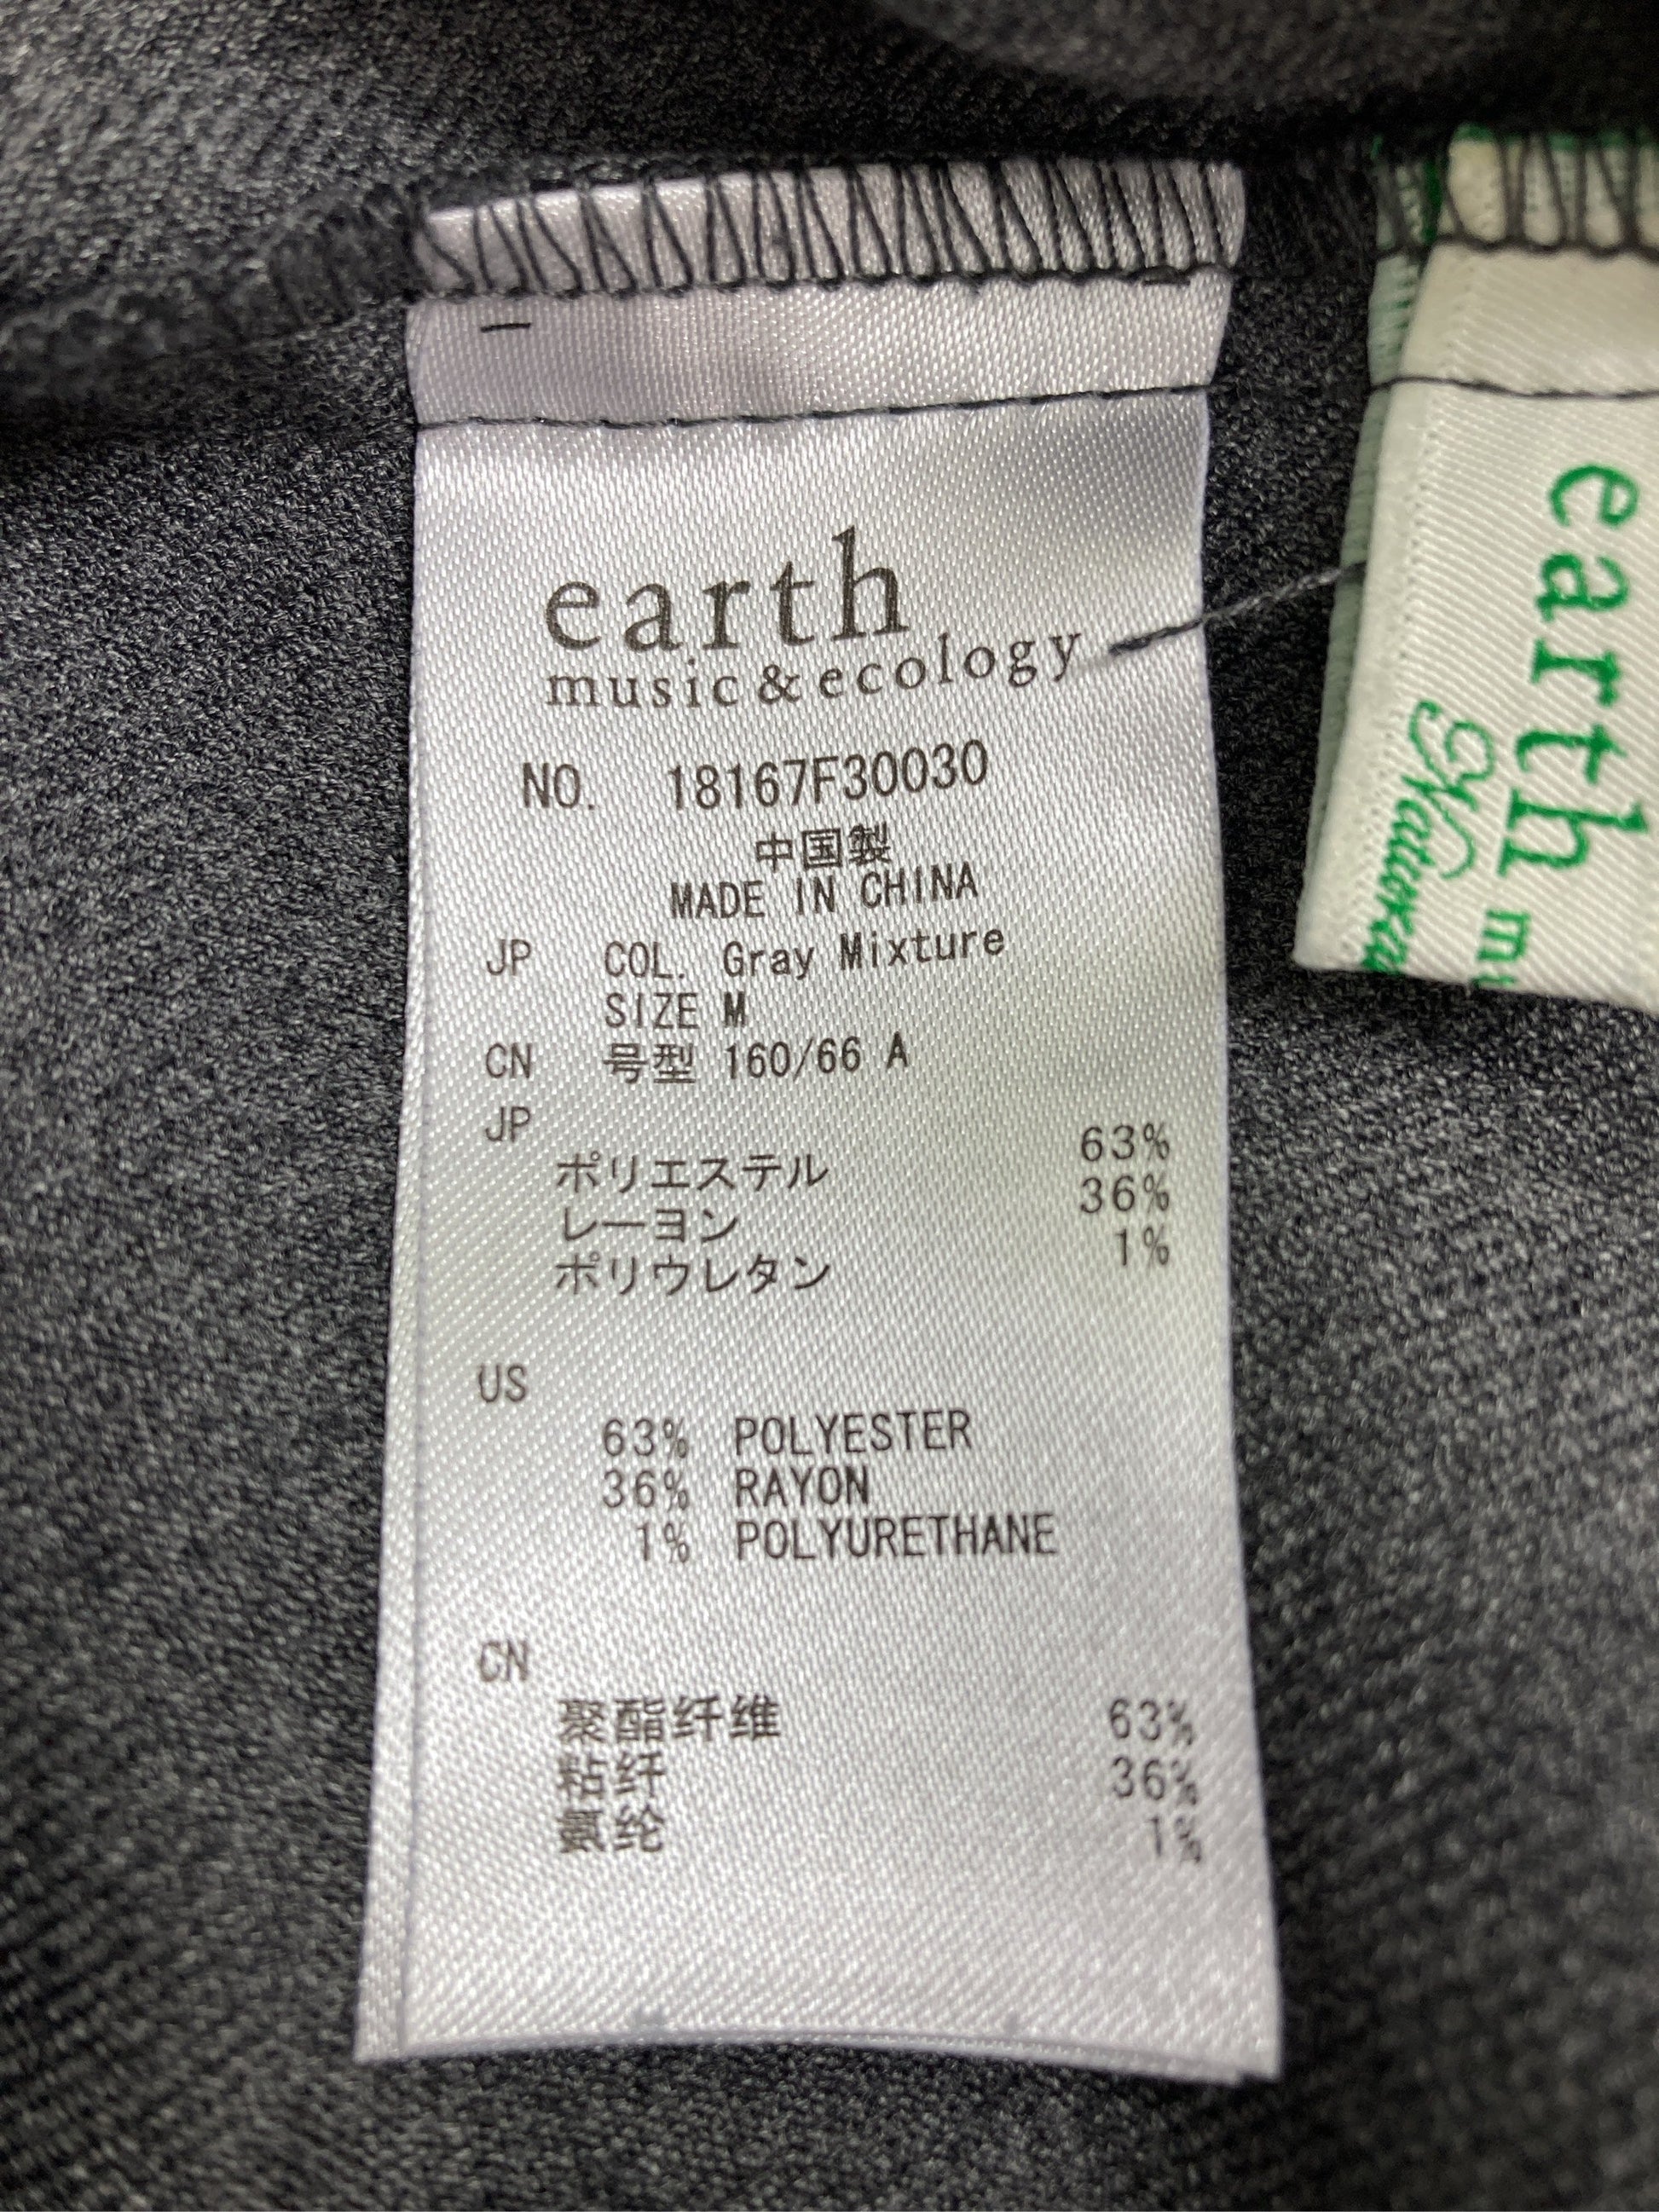 earth
music & ecology
NO. 18167F30030
中国製
MADE IN CHINA
JP COL. Gray Mixture
SIZE M
CN 号型 160/66 A
JP
ポリエステル 63%
レーヨン 36%
ポリウレタン 1%
US
63% POLYESTER
36% RAYON
1% POLYURETHANE
CN
聚酯纤维 63%
粘纤 36%
氨纶 1%
earth